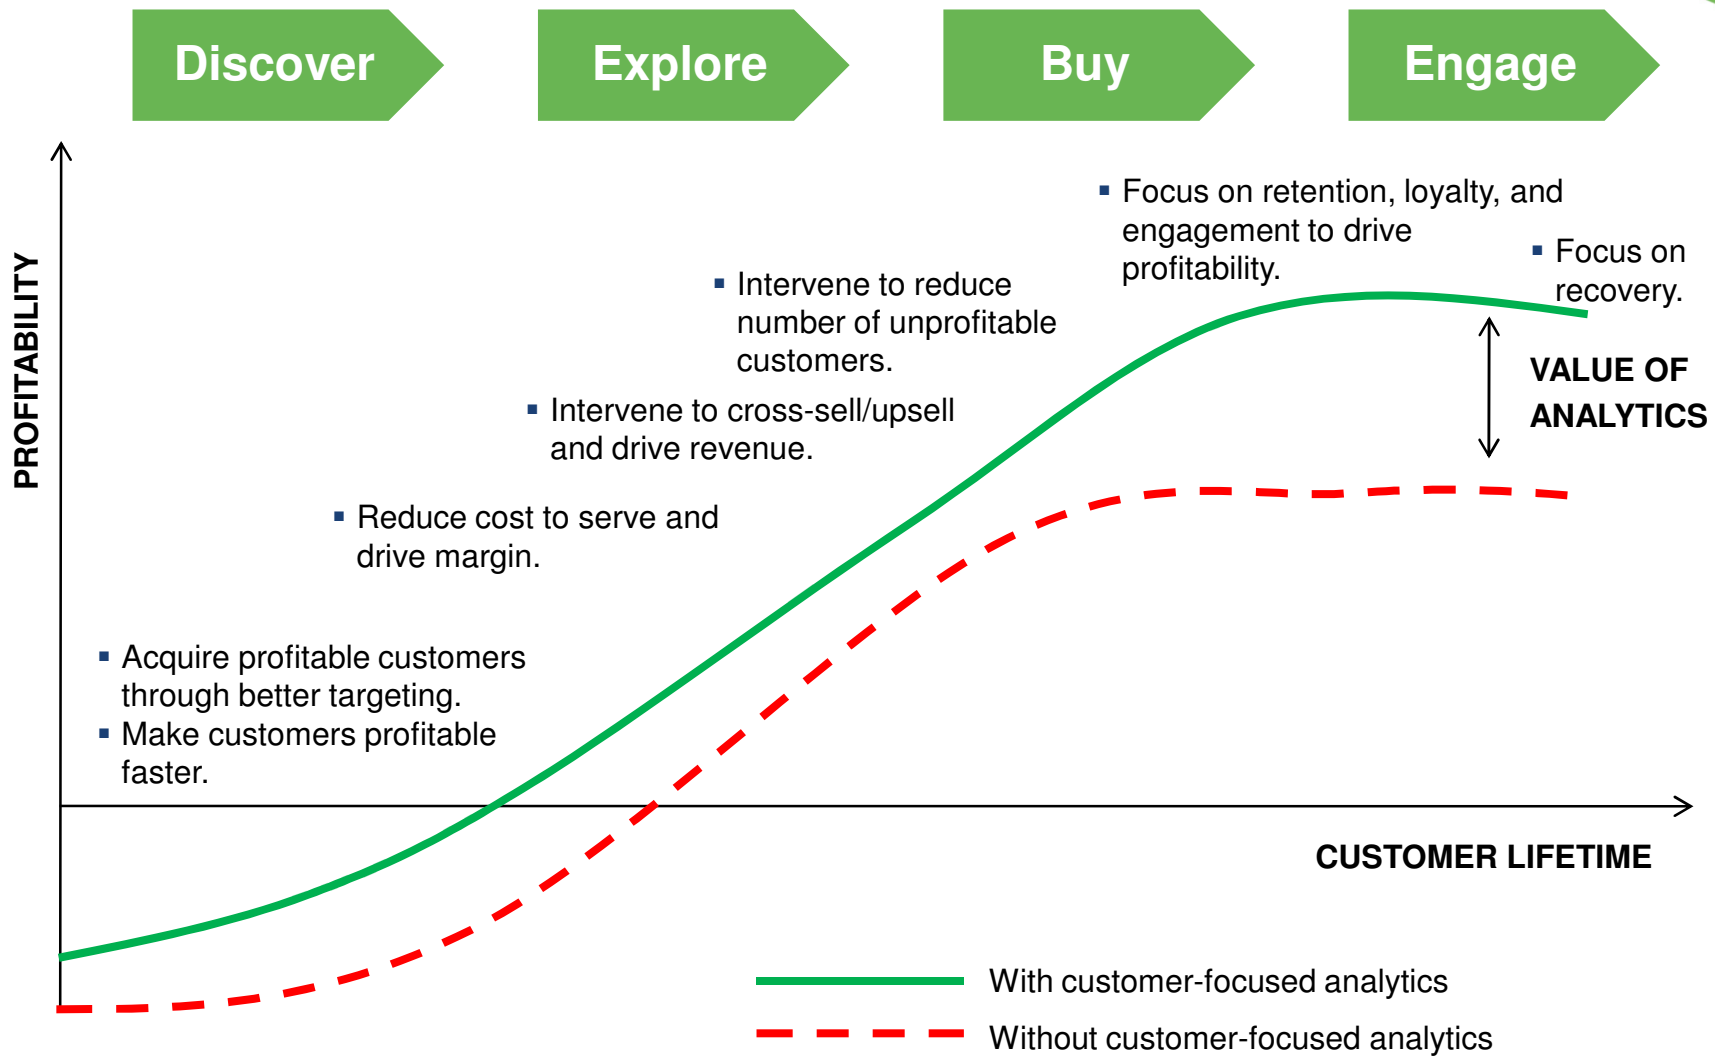 Discover
Explore
Buy
Engage
PROFITABILITY
▪ Focus on retention, loyalty, and
engagement to drive
profitability.
▪ Focus on
recovery.
▪ Intervene to reduce
number of unprofitable
customers.
VALUE OF
ANALYTICS
▪ Intervene to cross-sell/upsell
and drive revenue.
▪ Reduce cost to serve and
drive margin.
▪ Acquire profitable customers
through better targeting.
▪ Make customers profitable
faster.
CUSTOMER LIFETIME
With customer-focused analytics
Without customer-focused analytics